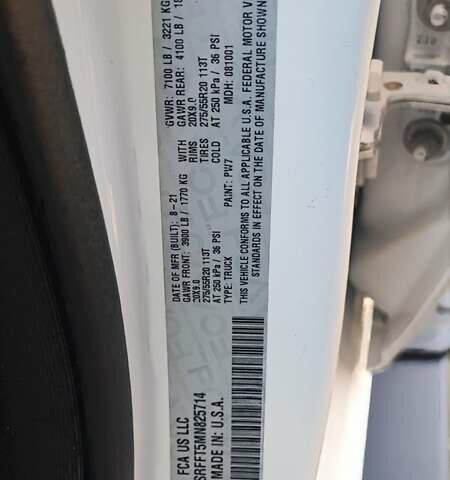 FCA US LLC
DATE OF MFR (BUILT): 8-21
GVWR: 7100 LB / 3221 KG
GAWR FRONT: 3900 LB / 1770 KG WITH
GAWR REAR: 4100 LB /
20X9.0 RIMS 20X9.0
275/55R20 113T TIRES 275/55R20 113T
AT 250 kPa / 36 PSI COLD AT 250 kPa / 36 PSI
TYPE: TRUCK PAINT: PW7 MDH: 081001
THIS VEHICLE CONFORMS TO ALL APPLICABLE U.S.A. FEDERAL MOTOR V
STANDARDS IN EFFECT ON THE DATE OF MANUFACTURE SHOWN
SRFFT5MN825714
MADE IN: U.S.A.